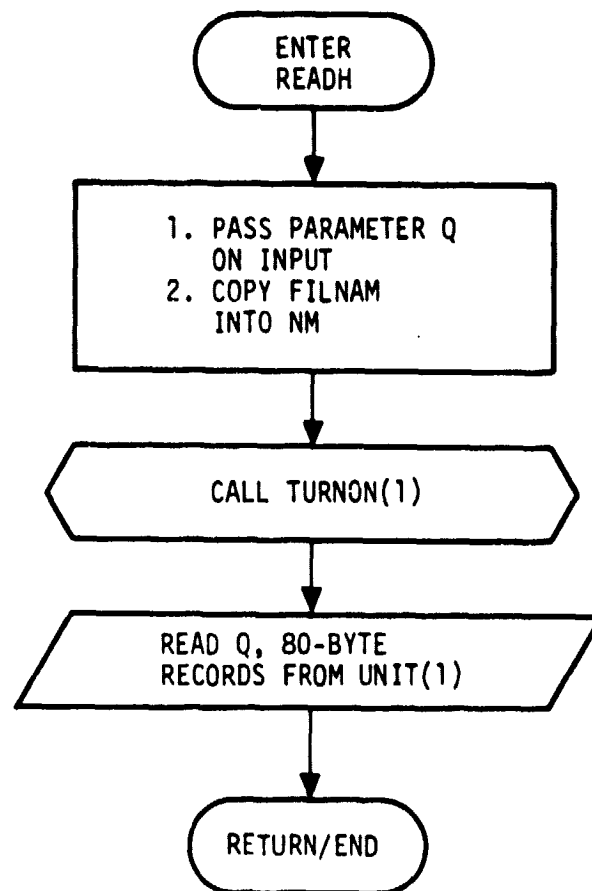 ENTER
READH
1. PASS PARAMETER Q
ON INPUT
2. COPY FILNAM
INTO NM
CALL TURNON(1)
READ Q, 80-BYTE
RECORDS FROM UNIT(1)
RETURN/END